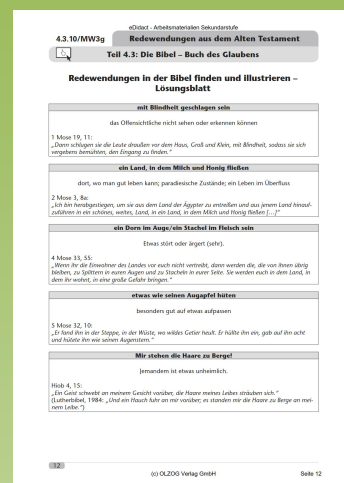 eDidact - Arbeitsmaterialien Sekundarstufe
4.3.10/MW3g
Redewendungen aus dem Alten Testament
Teil 4.3: Die Bibel – Buch des Glaubens
Redewendungen in der Bibel finden und illustrieren –
Lösungsblatt
mit Blindheit geschlagen sein
das Offensichtliche nicht sehen oder erkennen können
1 Mose 19, 11:
„Dann schlugen sie die Leute draußen vor dem Haus, Groß und Klein, mit Blindheit, sodass sie sich
vergebens bemühten, den Eingang zu finden.“
ein Land, in dem Milch und Honig fließen
dort, wo man gut leben kann; paradiesische Zustände; ein Leben im Überfluss
2 Mose 3, 8a:
„Ich bin herabgestiegen, um sie aus dem Land der Ägypter zu entreißen und aus jenem Land hinauf-
zuführen in ein schönes, weites, Land, in ein Land, in dem Milch und Honig fließen [...]“
ein Dorn im Auge/ein Stachel im Fleisch sein
Etwas stört oder ärgert (sehr).
4 Mose 33, 55:
„Wenn ihr die Einwohner des Landes vor euch nicht vertreibt, dann werden die, die von ihnen übrig
bleiben, zu Splittern in euren Augen und zu Stacheln in eurer Seite. Sie werden euch in dem Land, in
dem ihr wohnt, in eine große Gefahr bringen.“
etwas wie seinen Augapfel hüten
besonders gut auf etwas aufpassen
5 Mose 32, 10:
„Er fand ihn in der Steppe, in der Wüste, wo wildes Getier heult. Er hüllte ihn ein, gab auf ihn acht
und hütete ihn wie seinen Augenstern.“
Mir stehen die Haare zu Berge!
Jemandem ist etwas unheimlich.
Hiob 4, 15:
„Ein Geist schwebt an meinem Gesicht vorüber, die Haare meines Leibes sträuben sich.“
(Lutherbibel, 1984: „Und ein Hauch fuhr an mir vorüber; es standen mir die Haare zu Berge an mei-
nem Leibe.“)
12
(c) OLZOG Verlag GmbH
Seite 12